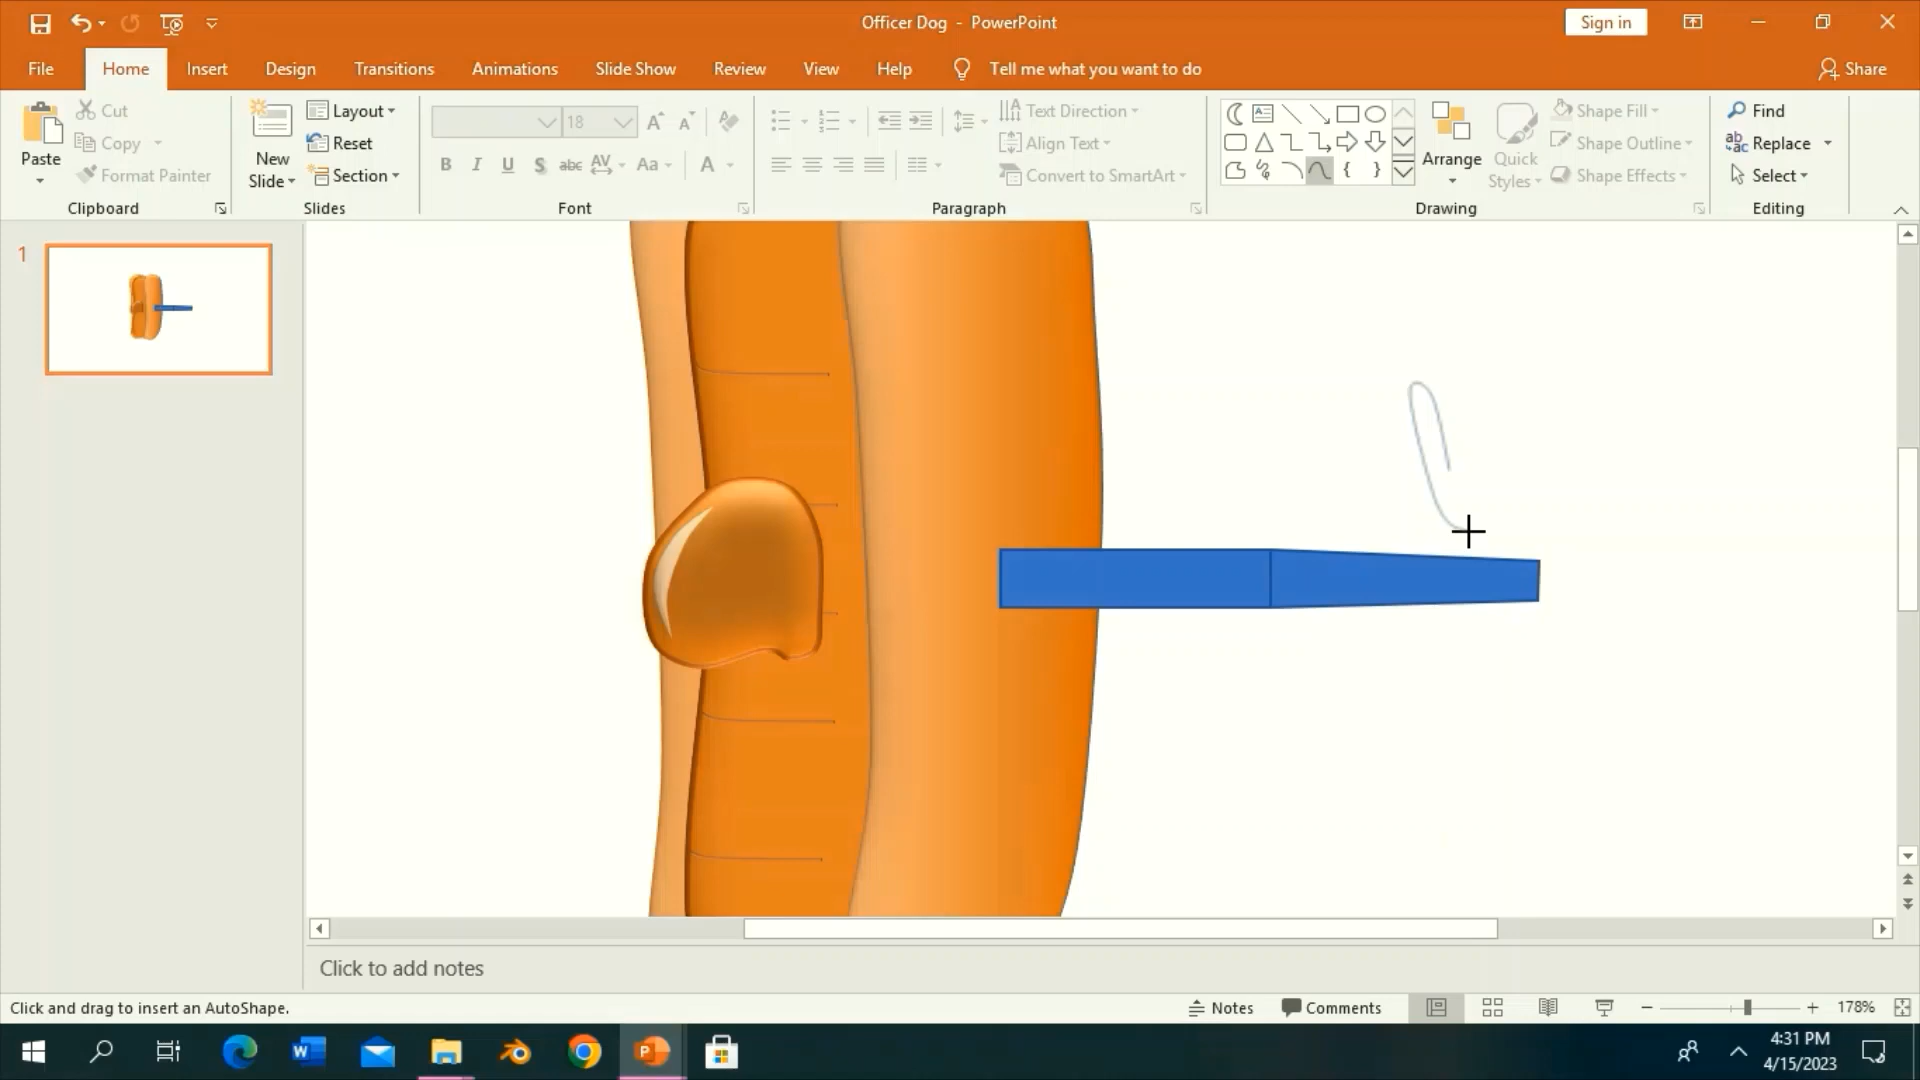 Officer Dog - PowerPoint
Sign in
File Home Insert Design Transitions Animations Slide Show Review View Help Tell me what you want to do Share
Paste
Cut
Copy
Format Painter
Clipboard
New
Slide
Layout
Reset
Section
Slides
18
B I U S abc AV Aa A
Font
Text Direction
Align Text
Convert to SmartArt
Paragraph
Arrange
Quick
Styles
Shape Fill
Shape Outline
Shape Effects
Drawing
Find
Replace
Select
Editing
1
Click to add notes
Click and drag to insert an AutoShape.
Notes
Comments
178%
4:31 PM
4/15/2023